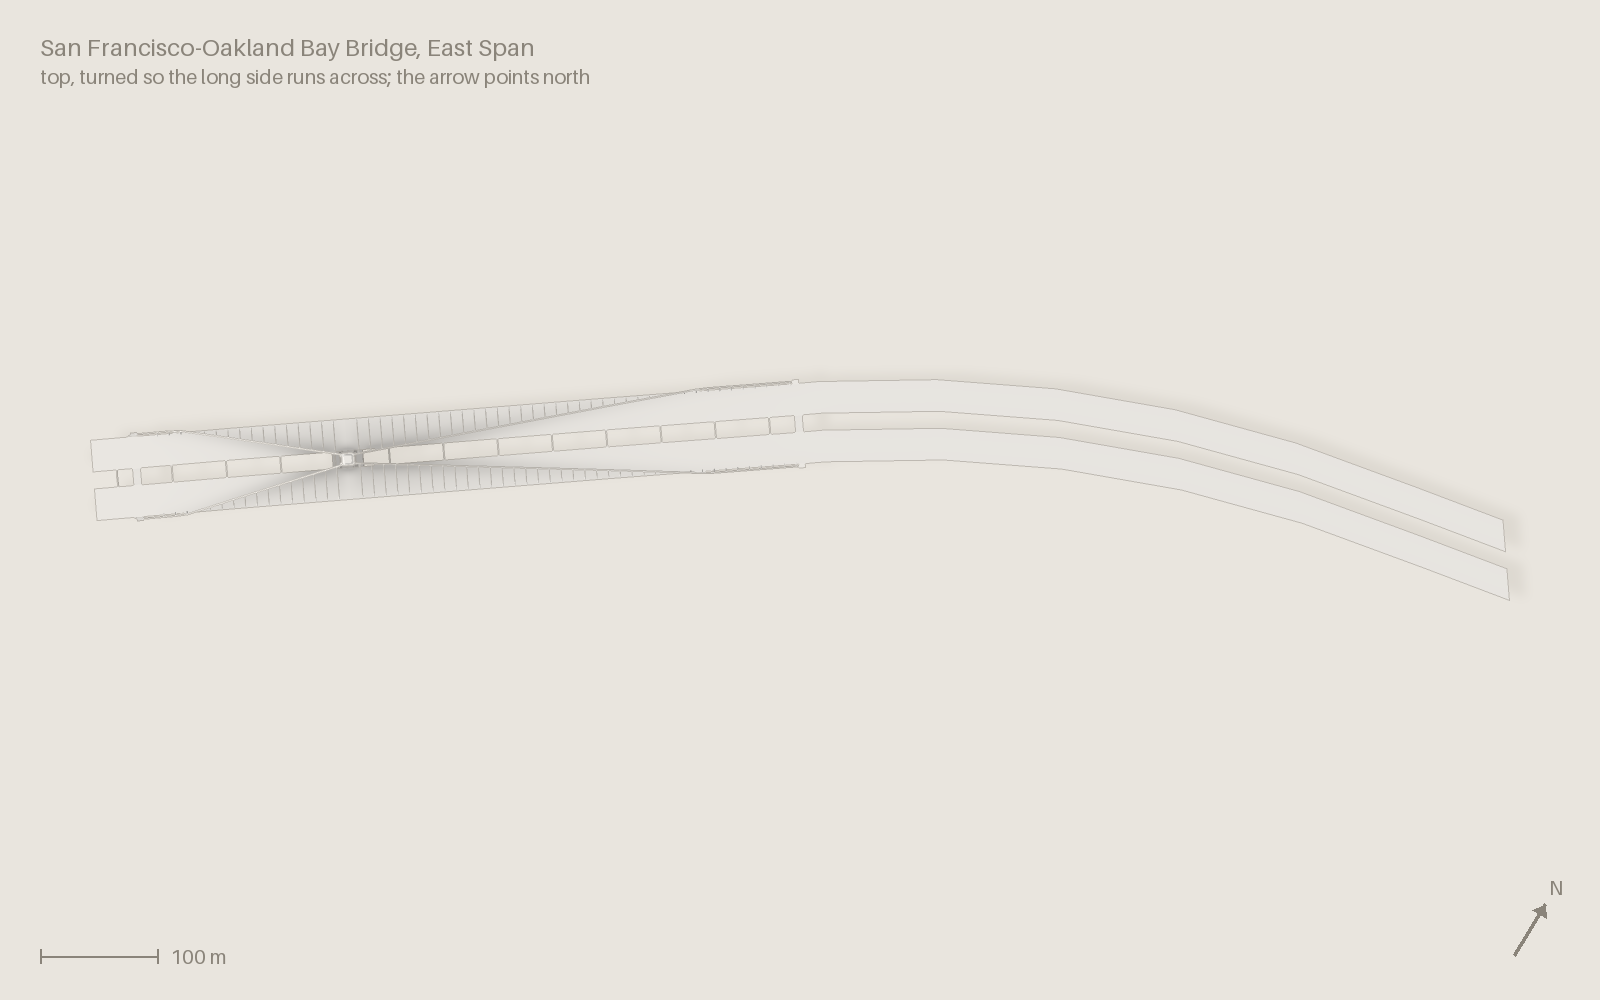 San Francisco-Oakland Bay Bridge, East Span
top, turned so the long side runs across; the arrow points north
N
100 m